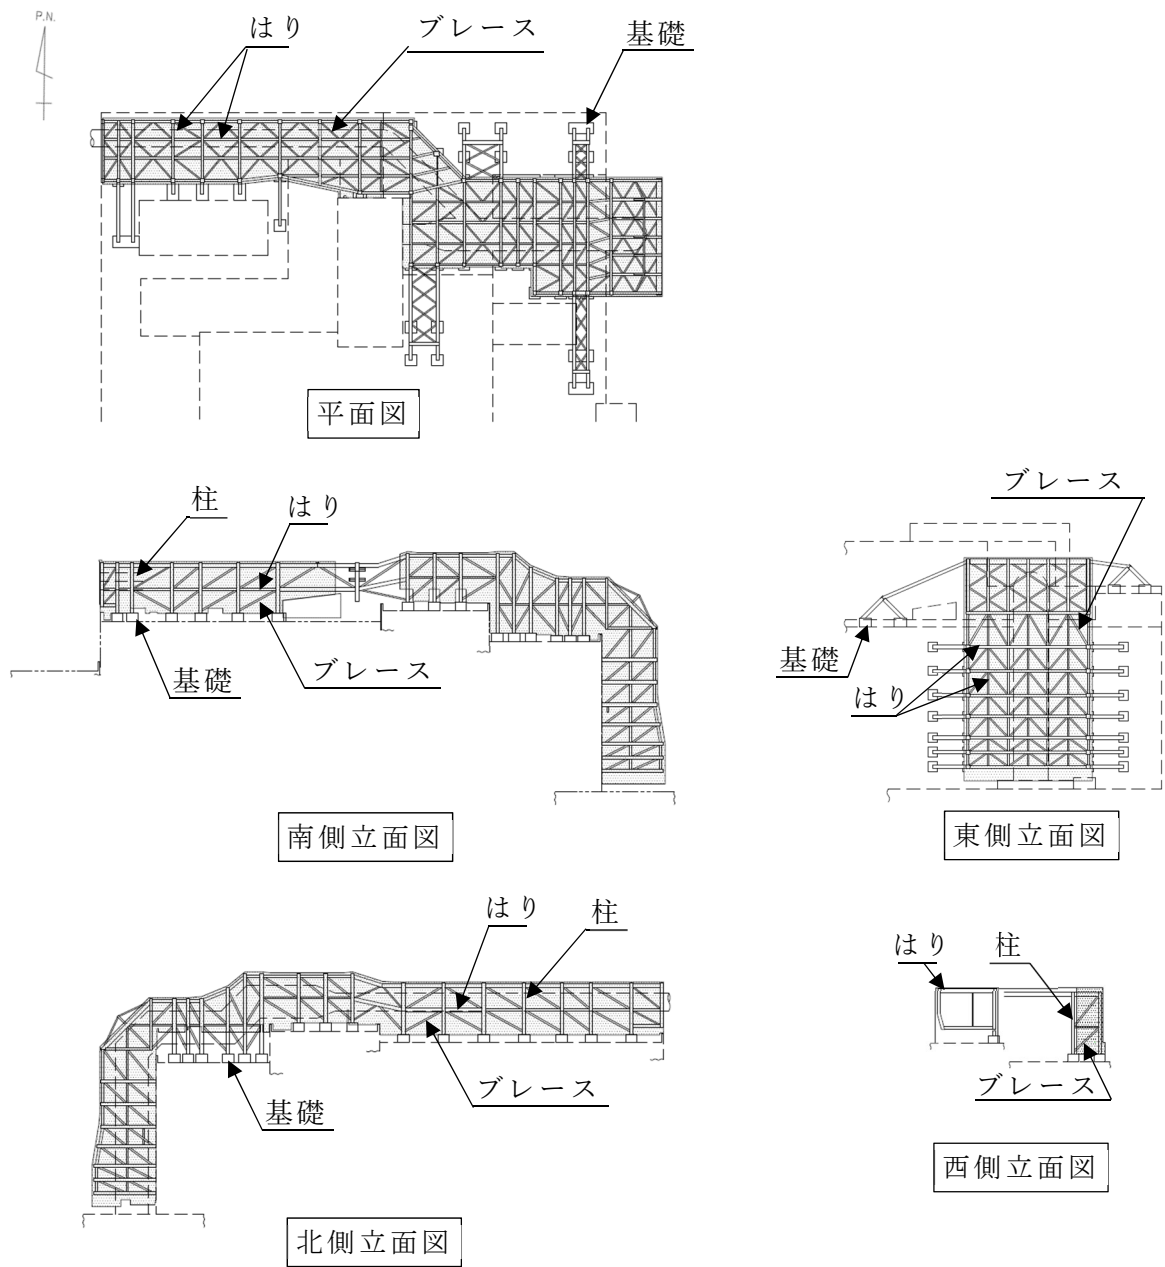 P.N.
はり
ブレース
基礎
平面図
柱
はり
基礎
ブレース
南側立面図
ブレース
基礎
はり
東側立面図
はり
柱
基礎
ブレース
北側立面図
はり
柱
ブレース
西側立面図